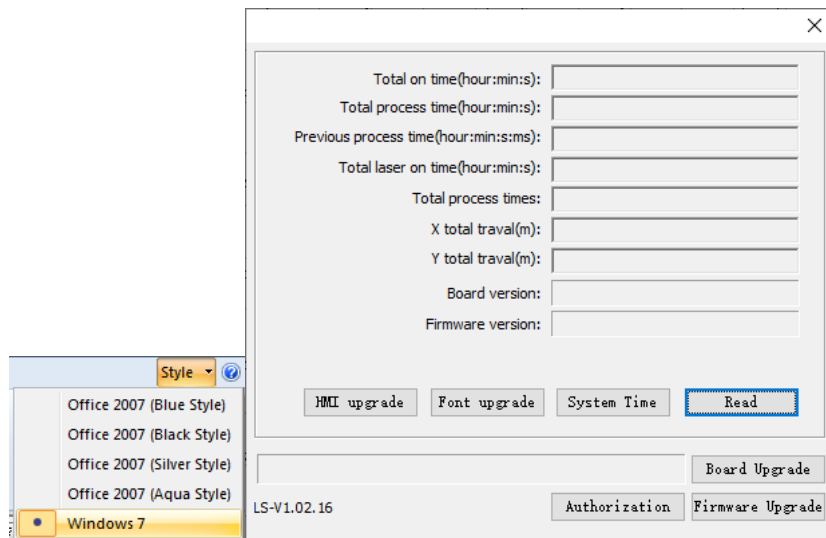 Total on time(hour:min:s):
Total process time(hour:min:s):
Previous process time(hour:min:s:ms):
Total laser on time(hour:min:s):
Total process times:
X total traval(m):
Y total traval(m):
Board version:
Firmware version:
HMI upgrade Font upgrade System Time Read
Board Upgrade
LS-V1.02.16 Authorization Firmware Upgrade
Style
Office 2007 (Blue Style)
Office 2007 (Black Style)
Office 2007 (Silver Style)
Office 2007 (Aqua Style)
Windows 7